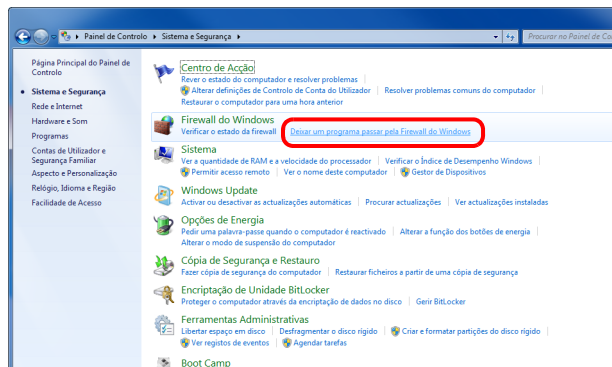 Painel de Controlo ▸ Sistema e Segurança ▸
Procurar no Painel de Co
Página Principal do Painel de
Controlo
Sistema e Segurança
Rede e Internet
Hardware e Som
Programas
Contas de Utilizador e
Segurança Familiar
Aspecto e Personalização
Relógio, Idioma e Região
Facilidade de Acesso
Centro de Acção
Rever o estado do computador e resolver problemas
Alterar definições de Controlo de Conta do Utilizador | Resolver problemas comuns do computador
Restaurar o computador para uma hora anterior
Firewall do Windows
Verificar o estado da firewall | Deixar um programa passar pela Firewall do Windows
Sistema
Ver a quantidade de RAM e a velocidade do processador | Verificar o Índice de Desempenho Windows
Permitir acesso remoto | Ver o nome deste computador | Gestor de Dispositivos
Windows Update
Activar ou desactivar as actualizações automáticas | Procurar actualizações | Ver actualizações instaladas
Opções de Energia
Pedir uma palavra-passe quando o computador é reactivado | Alterar a função dos botões de energia
Alterar o modo de suspensão do computador
Cópia de Segurança e Restauro
Fazer cópia de segurança do computador | Restaurar ficheiros a partir de uma cópia de segurança
Encriptação de Unidade BitLocker
Proteger o computador através da encriptação de dados no disco | Gerir BitLocker
Ferramentas Administrativas
Libertar espaço em disco | Desfragmentar o disco rígido | Criar e formatar partições do disco rígido
Ver registos de eventos | Agendar tarefas
Boot Camp